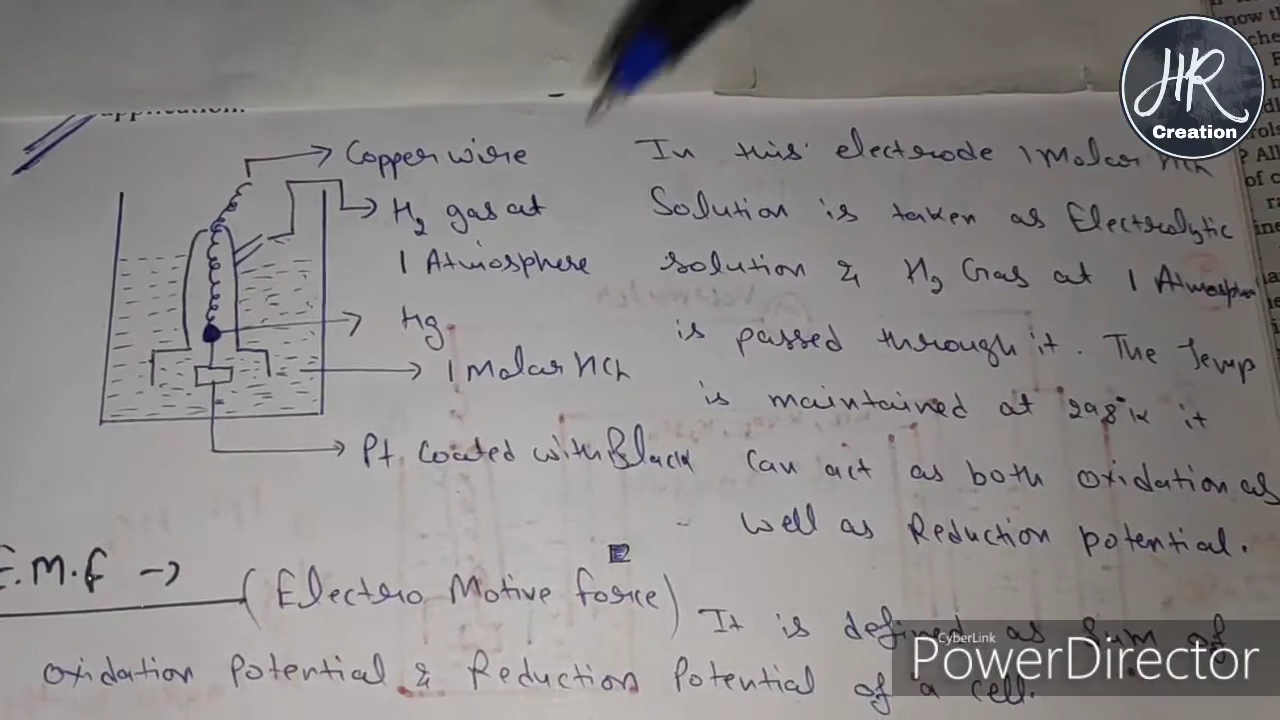 application.
HR
Creation
Copper wire
H2 gas at
1 Atmosphere
Hg
1 Molar HCl
Pt. Coated with Black
In this electrode 1 Molar HCl
Solution is taken as Electrolytic
solution & H2 Gas at 1 Atmospher
is passed through it. The Temp
is maintained at 298°K it
Can act as both oxidation as
well as Reduction potential.
E.M.F → (Electro Motive force) It is defined as Sum of
oxidation Potential & Reduction Potential of a cell.
CyberLink
PowerDirector